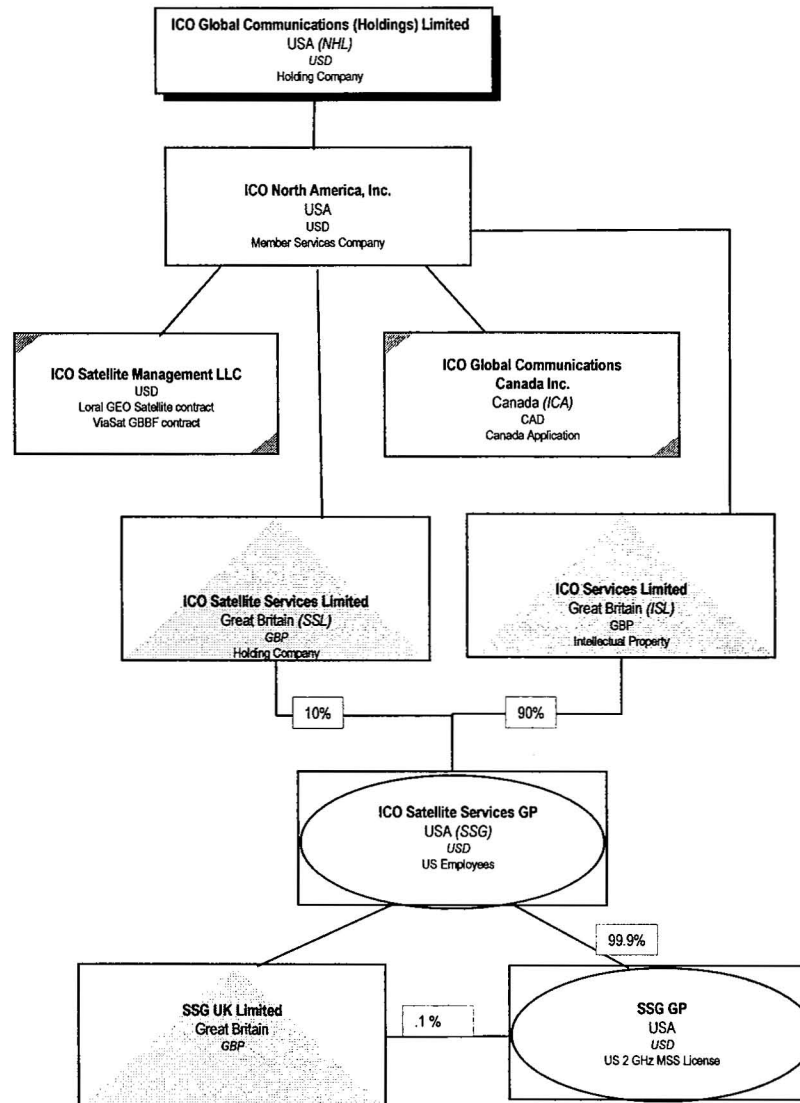 ICO Global Communications (Holdings) Limited
USA (NHL)
USD
Holding Company
ICO North America, Inc.
USA
USD
Member Services Company
ICO Satellite Management LLC
USD
Loral GEO Satellite contract
ViaSat GBBF contract
ICO Global Communications
Canada Inc.
Canada (ICA)
CAD
Canada Application
ICO Satellite Services Limited
Great Britain (SSL)
GBP
Holding Company
ICO Services Limited
Great Britain (ISL)
GBP
Intellectual Property
10%
90%
ICO Satellite Services GP
USA (SSG)
USD
US Employees
99.9%
SSG UK Limited
Great Britain
GBP
.1 %
SSG GP
USA
USD
US 2 GHz MSS License